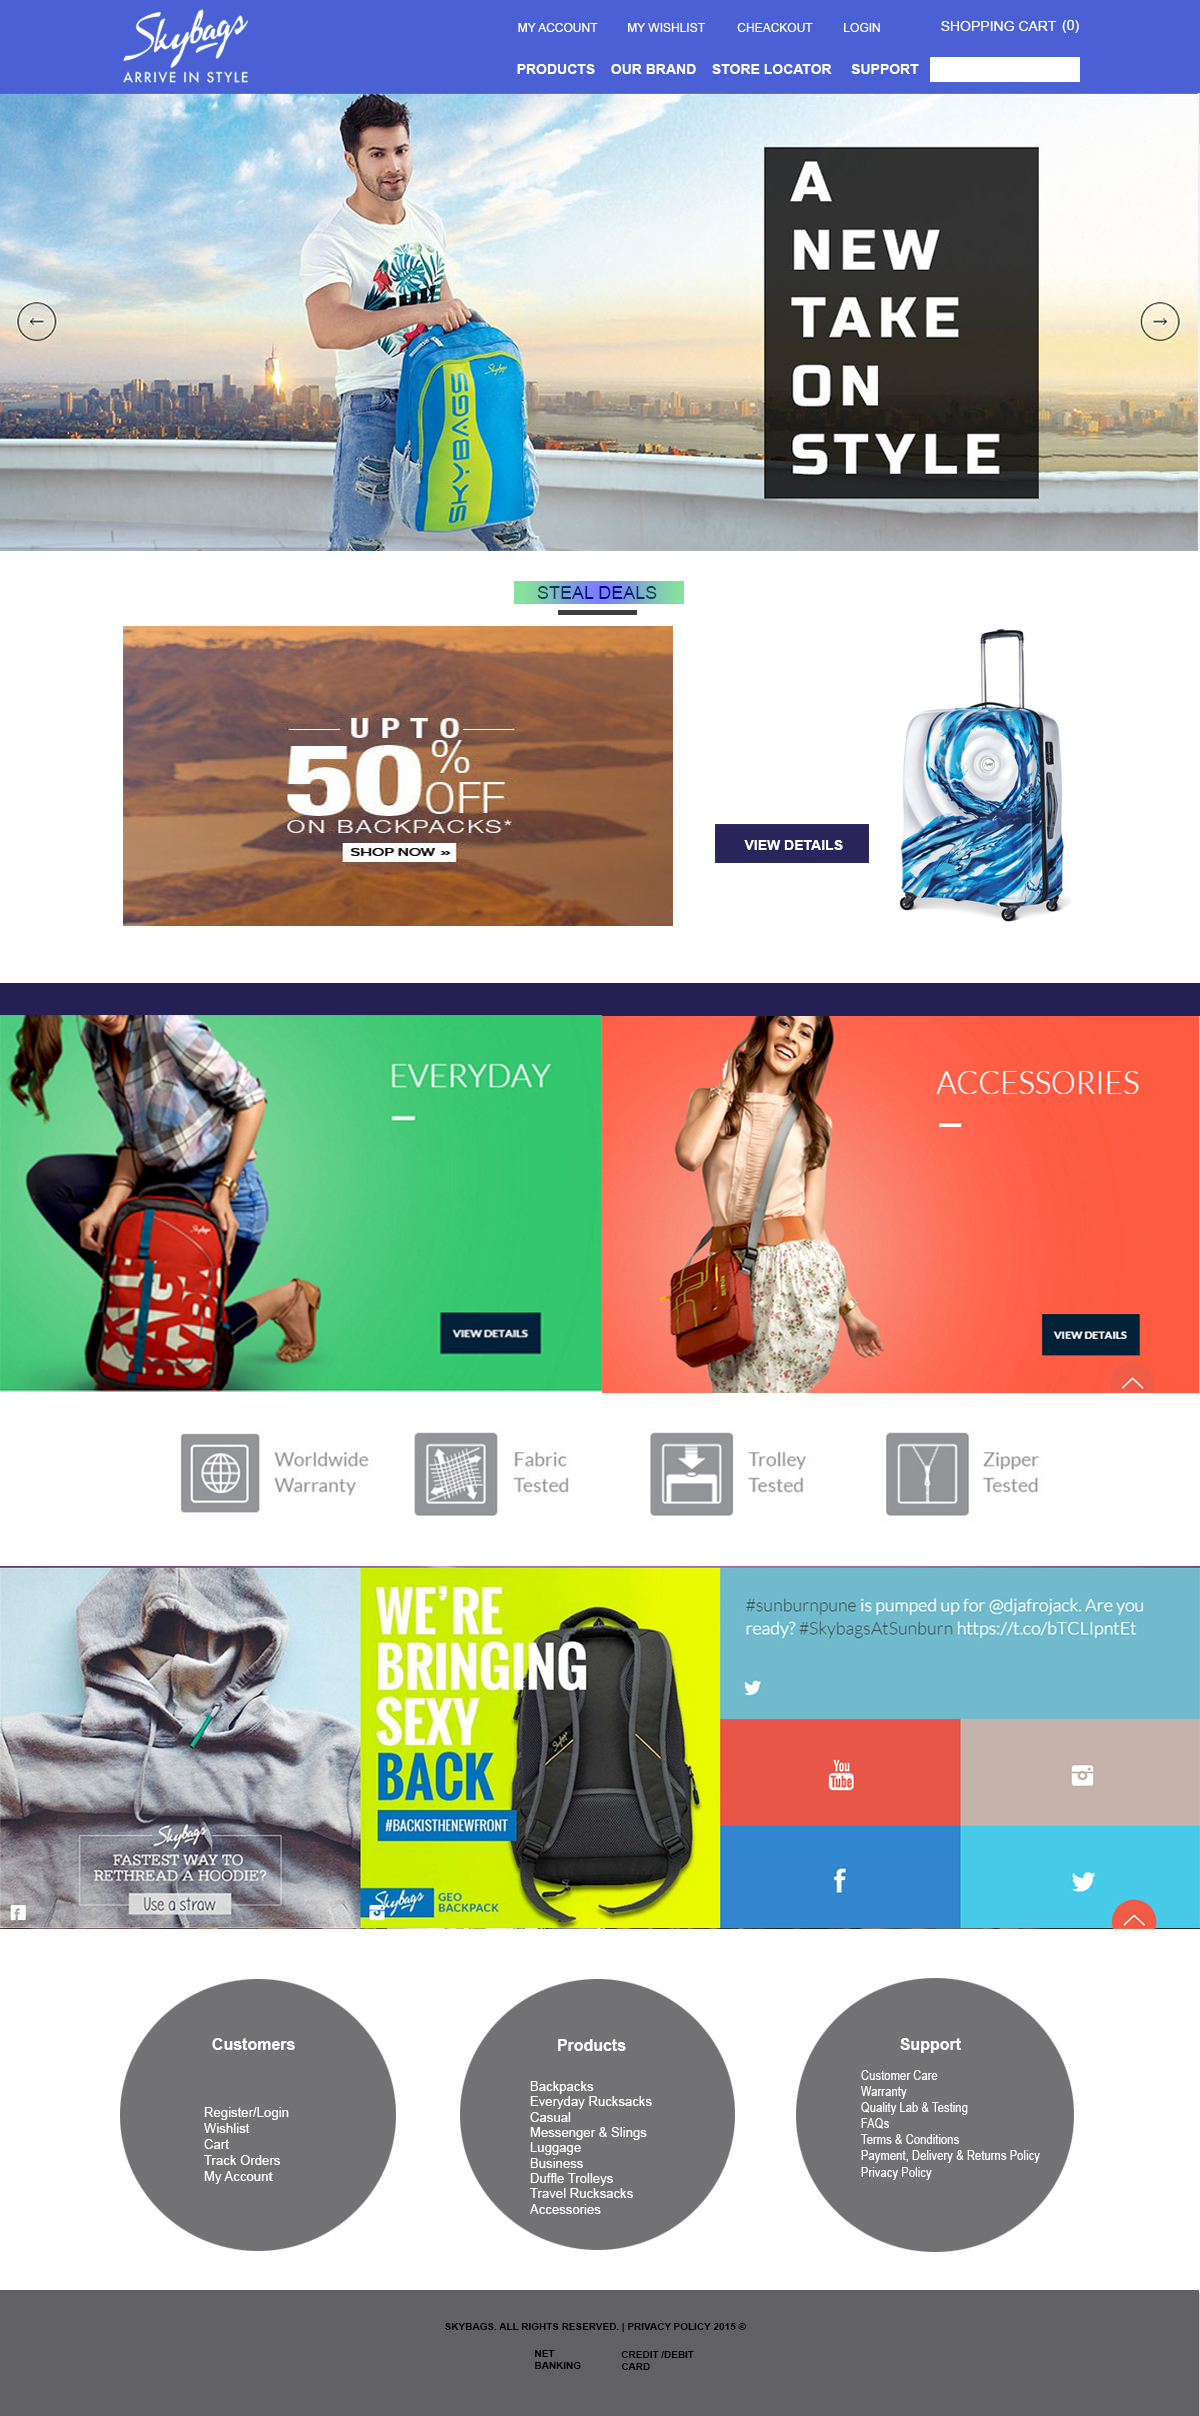 Skybags
ARRIVE IN STYLE
MY ACCOUNT MY WISHLIST CHEACKOUT LOGIN SHOPPING CART (0)
PRODUCTS OUR BRAND STORE LOCATOR SUPPORT
A
NEW
TAKE
ON
STYLE
Skybags
SKYBAGS
STEAL DEALS
UPTO
50% OFF
ON BACKPACKS*
SHOP NOW »
VIEW DETAILS
EVERYDAY
VIEW DETAILS
Skybags
ACCESSORIES
VIEW DETAILS
Worldwide
Warranty
Fabric
Tested
Trolley
Tested
Zipper
Tested
Skybags
FASTEST WAY TO
RETHREAD A HOODIE?
Use a straw
WE'RE
BRINGING
SEXY
BACK
#BACKISTHENEWFRONT
Skybags
Skybags
GEO
BACKPACK
#sunburnpune is pumped up for @djafrojack. Are you
ready? #SkybagsAtSunburn https://t.co/bTCLIpntEt
You
Tube
Customers
Register/Login
Wishlist
Cart
Track Orders
My Account
Products
Backpacks
Everyday Rucksacks
Casual
Messenger & Slings
Luggage
Business
Duffle Trolleys
Travel Rucksacks
Accessories
Support
Customer Care
Warranty
Quality Lab & Testing
FAQs
Terms & Conditions
Payment, Delivery & Returns Policy
Privacy Policy
SKYBAGS. ALL RIGHTS RESERVED. | PRIVACY POLICY 2015 ©
NET
BANKING
CREDIT /DEBIT
CARD